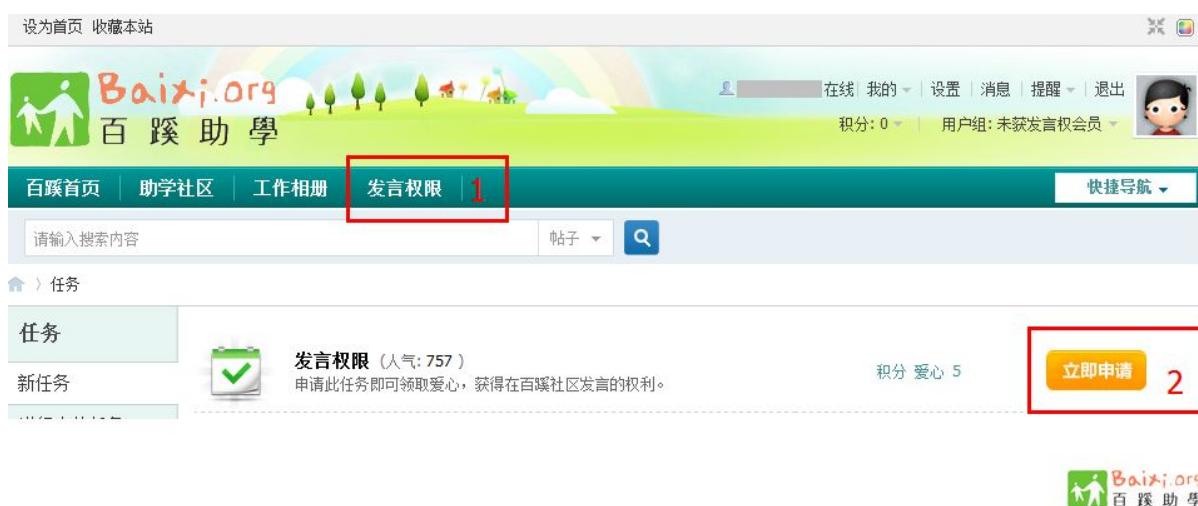 设为首页 收藏本站
Baixi.org
百蹊助學
在线 我的 设置 消息 提醒 退出
积分: 0 用户组: 未获发言权会员
百蹊首页 助学社区 工作相册 发言权限 1 快捷导航
请输入搜索内容 帖子
任务
任务
新任务
发言权限 (人气: 757 )
申请此任务即可领取爱心，获得在百蹊社区发言的权利。
积分 爱心 5
立即申请 2
Baixi.org
百蹊助學